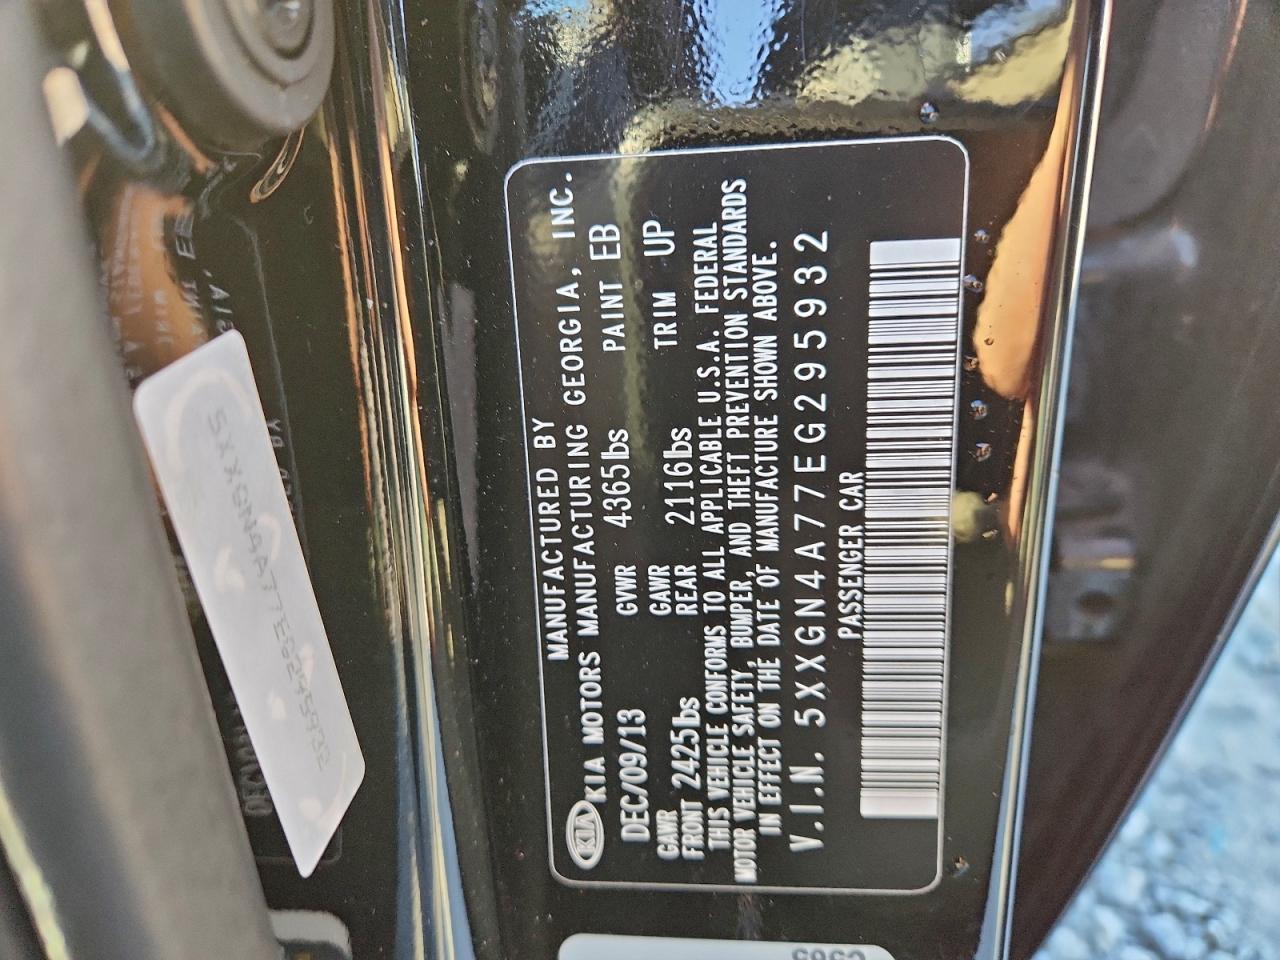 MANUFACTURED BY
KIA KIA MOTORS MANUFACTURING GEORGIA, INC.
DEC/09/13 GVWR 4365lbs PAINT EB
GAWR FRONT 2425lbs GAWR REAR 2116lbs TRIM UP
THIS VEHICLE CONFORMS TO ALL APPLICABLE U.S.A. FEDERAL
MOTOR VEHICLE SAFETY, BUMPER, AND THEFT PREVENTION STANDARDS
IN EFFECT ON THE DATE OF MANUFACTURE SHOWN ABOVE.
V.I.N. 5XXGN4A77EG295932
PASSENGER CAR
5XXGN4A77EG295932